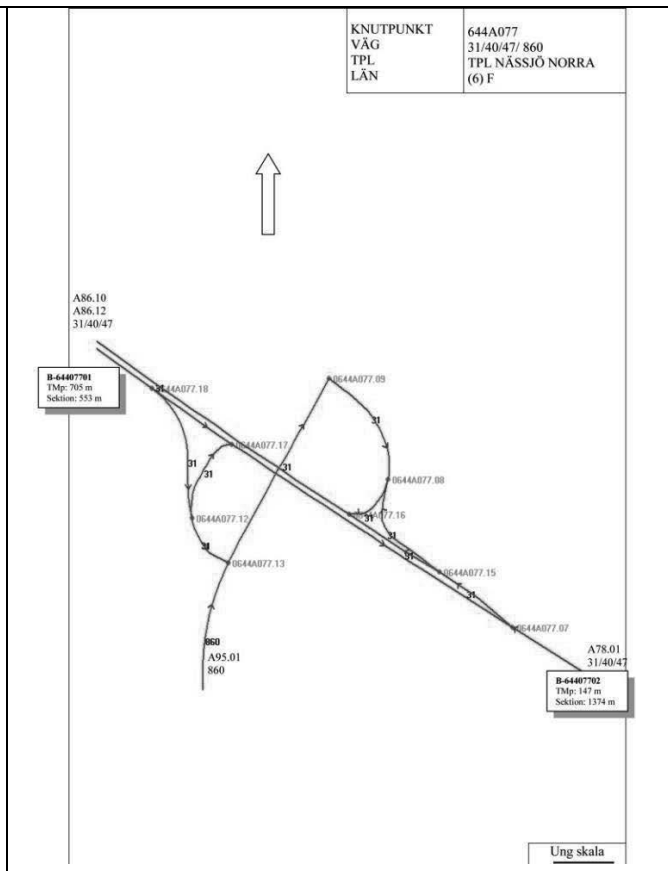 KNUTPUNKT 644A077
VÄG 31/40/47/ 860
TPL TPL NÄSSJÖ NORRA
LÄN (6) F
A86.10
A86.12
31/40/47
B-64407701
TMp: 705 m
Sektion: 553 m
31
0644A077.18
0644A077.09
31
0644A077.17
31
31
31
0644A077.08
0644A077.12
0644A077.16
31
31
31
0644A077.13
31
0644A077.15
31
0644A077.07
860
A95.01
860
A78.01
31/40/47
B-64407702
TMp: 147 m
Sektion: 1374 m
Ung skala